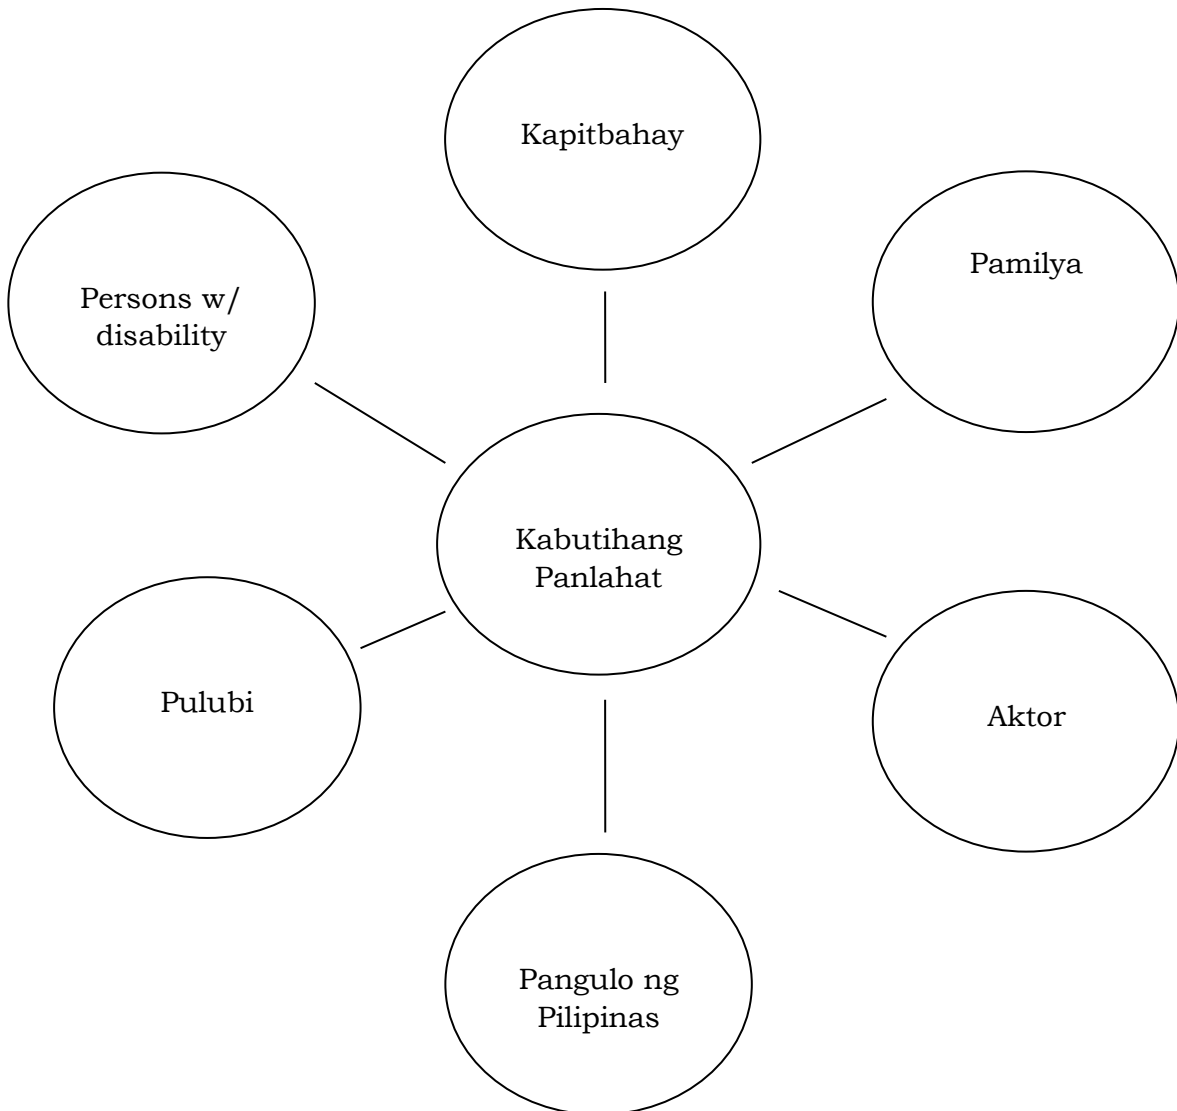 Kapitbahay
Pamilya
Persons w/
disability
Kabutihang
Panlahat
Pulubi
Aktor
Pangulo ng
Pilipinas